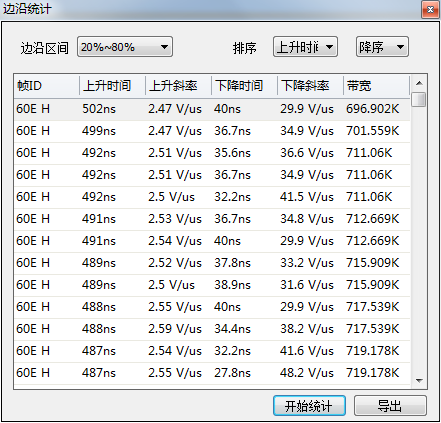 边沿统计
边沿区间 20%~80% 排序 上升时间 降序
帧ID 上升时间 上升斜率 下降时间 下降斜率 带宽
60E H 502ns 2.47 V/us 40ns 29.9 V/us 696.902K
60E H 499ns 2.47 V/us 36.7ns 34.9 V/us 701.559K
60E H 492ns 2.51 V/us 35.6ns 36.6 V/us 711.06K
60E H 492ns 2.51 V/us 36.7ns 34.9 V/us 711.06K
60E H 492ns 2.5 V/us 32.2ns 41.5 V/us 711.06K
60E H 491ns 2.53 V/us 36.7ns 34.8 V/us 712.669K
60E H 491ns 2.54 V/us 40ns 29.9 V/us 712.669K
60E H 489ns 2.52 V/us 37.8ns 33.2 V/us 715.909K
60E H 489ns 2.5 V/us 38.9ns 31.6 V/us 715.909K
60E H 488ns 2.55 V/us 40ns 29.9 V/us 717.539K
60E H 488ns 2.59 V/us 34.4ns 38.2 V/us 717.539K
60E H 487ns 2.54 V/us 32.2ns 41.6 V/us 719.178K
60E H 487ns 2.55 V/us 27.8ns 48.2 V/us 719.178K
开始统计 导出